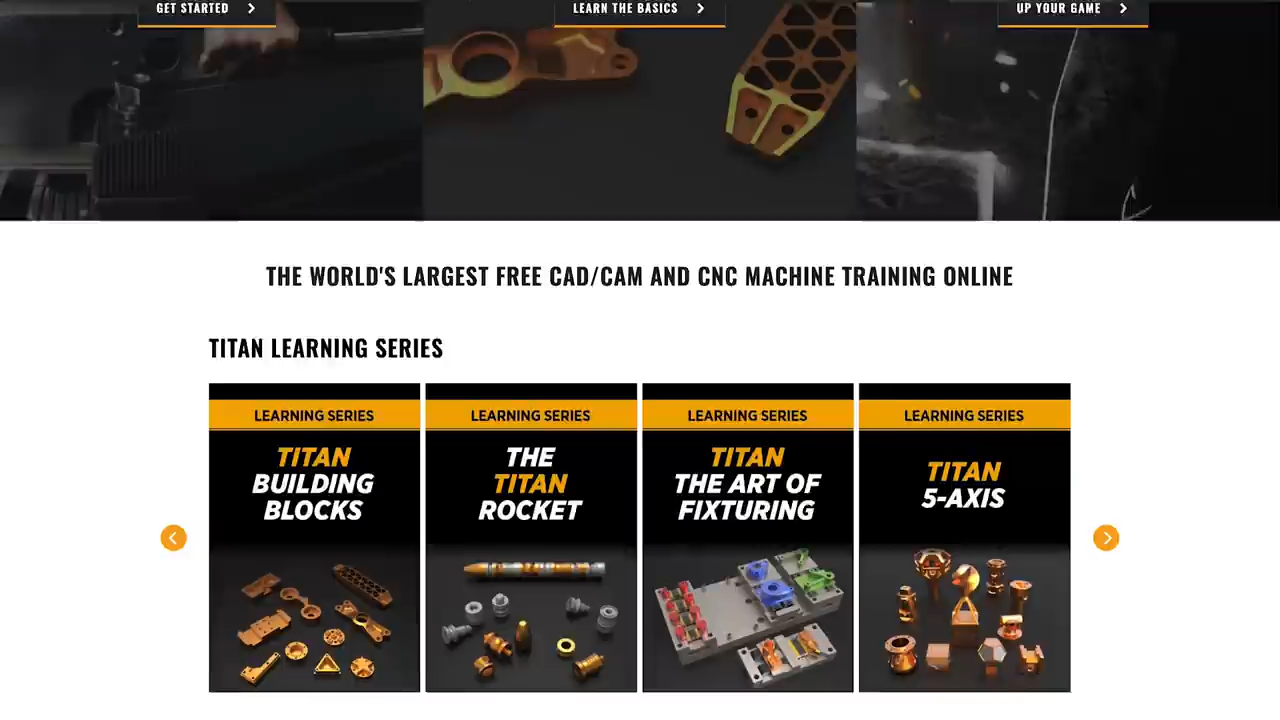 GET STARTED
LEARN THE BASICS
UP YOUR GAME
THE WORLD'S LARGEST FREE CAD/CAM AND CNC MACHINE TRAINING ONLINE
TITAN LEARNING SERIES
LEARNING SERIES
TITAN
BUILDING
BLOCKS
LEARNING SERIES
THE
TITAN
ROCKET
LEARNING SERIES
TITAN
THE ART OF
FIXTURING
LEARNING SERIES
TITAN
5-AXIS